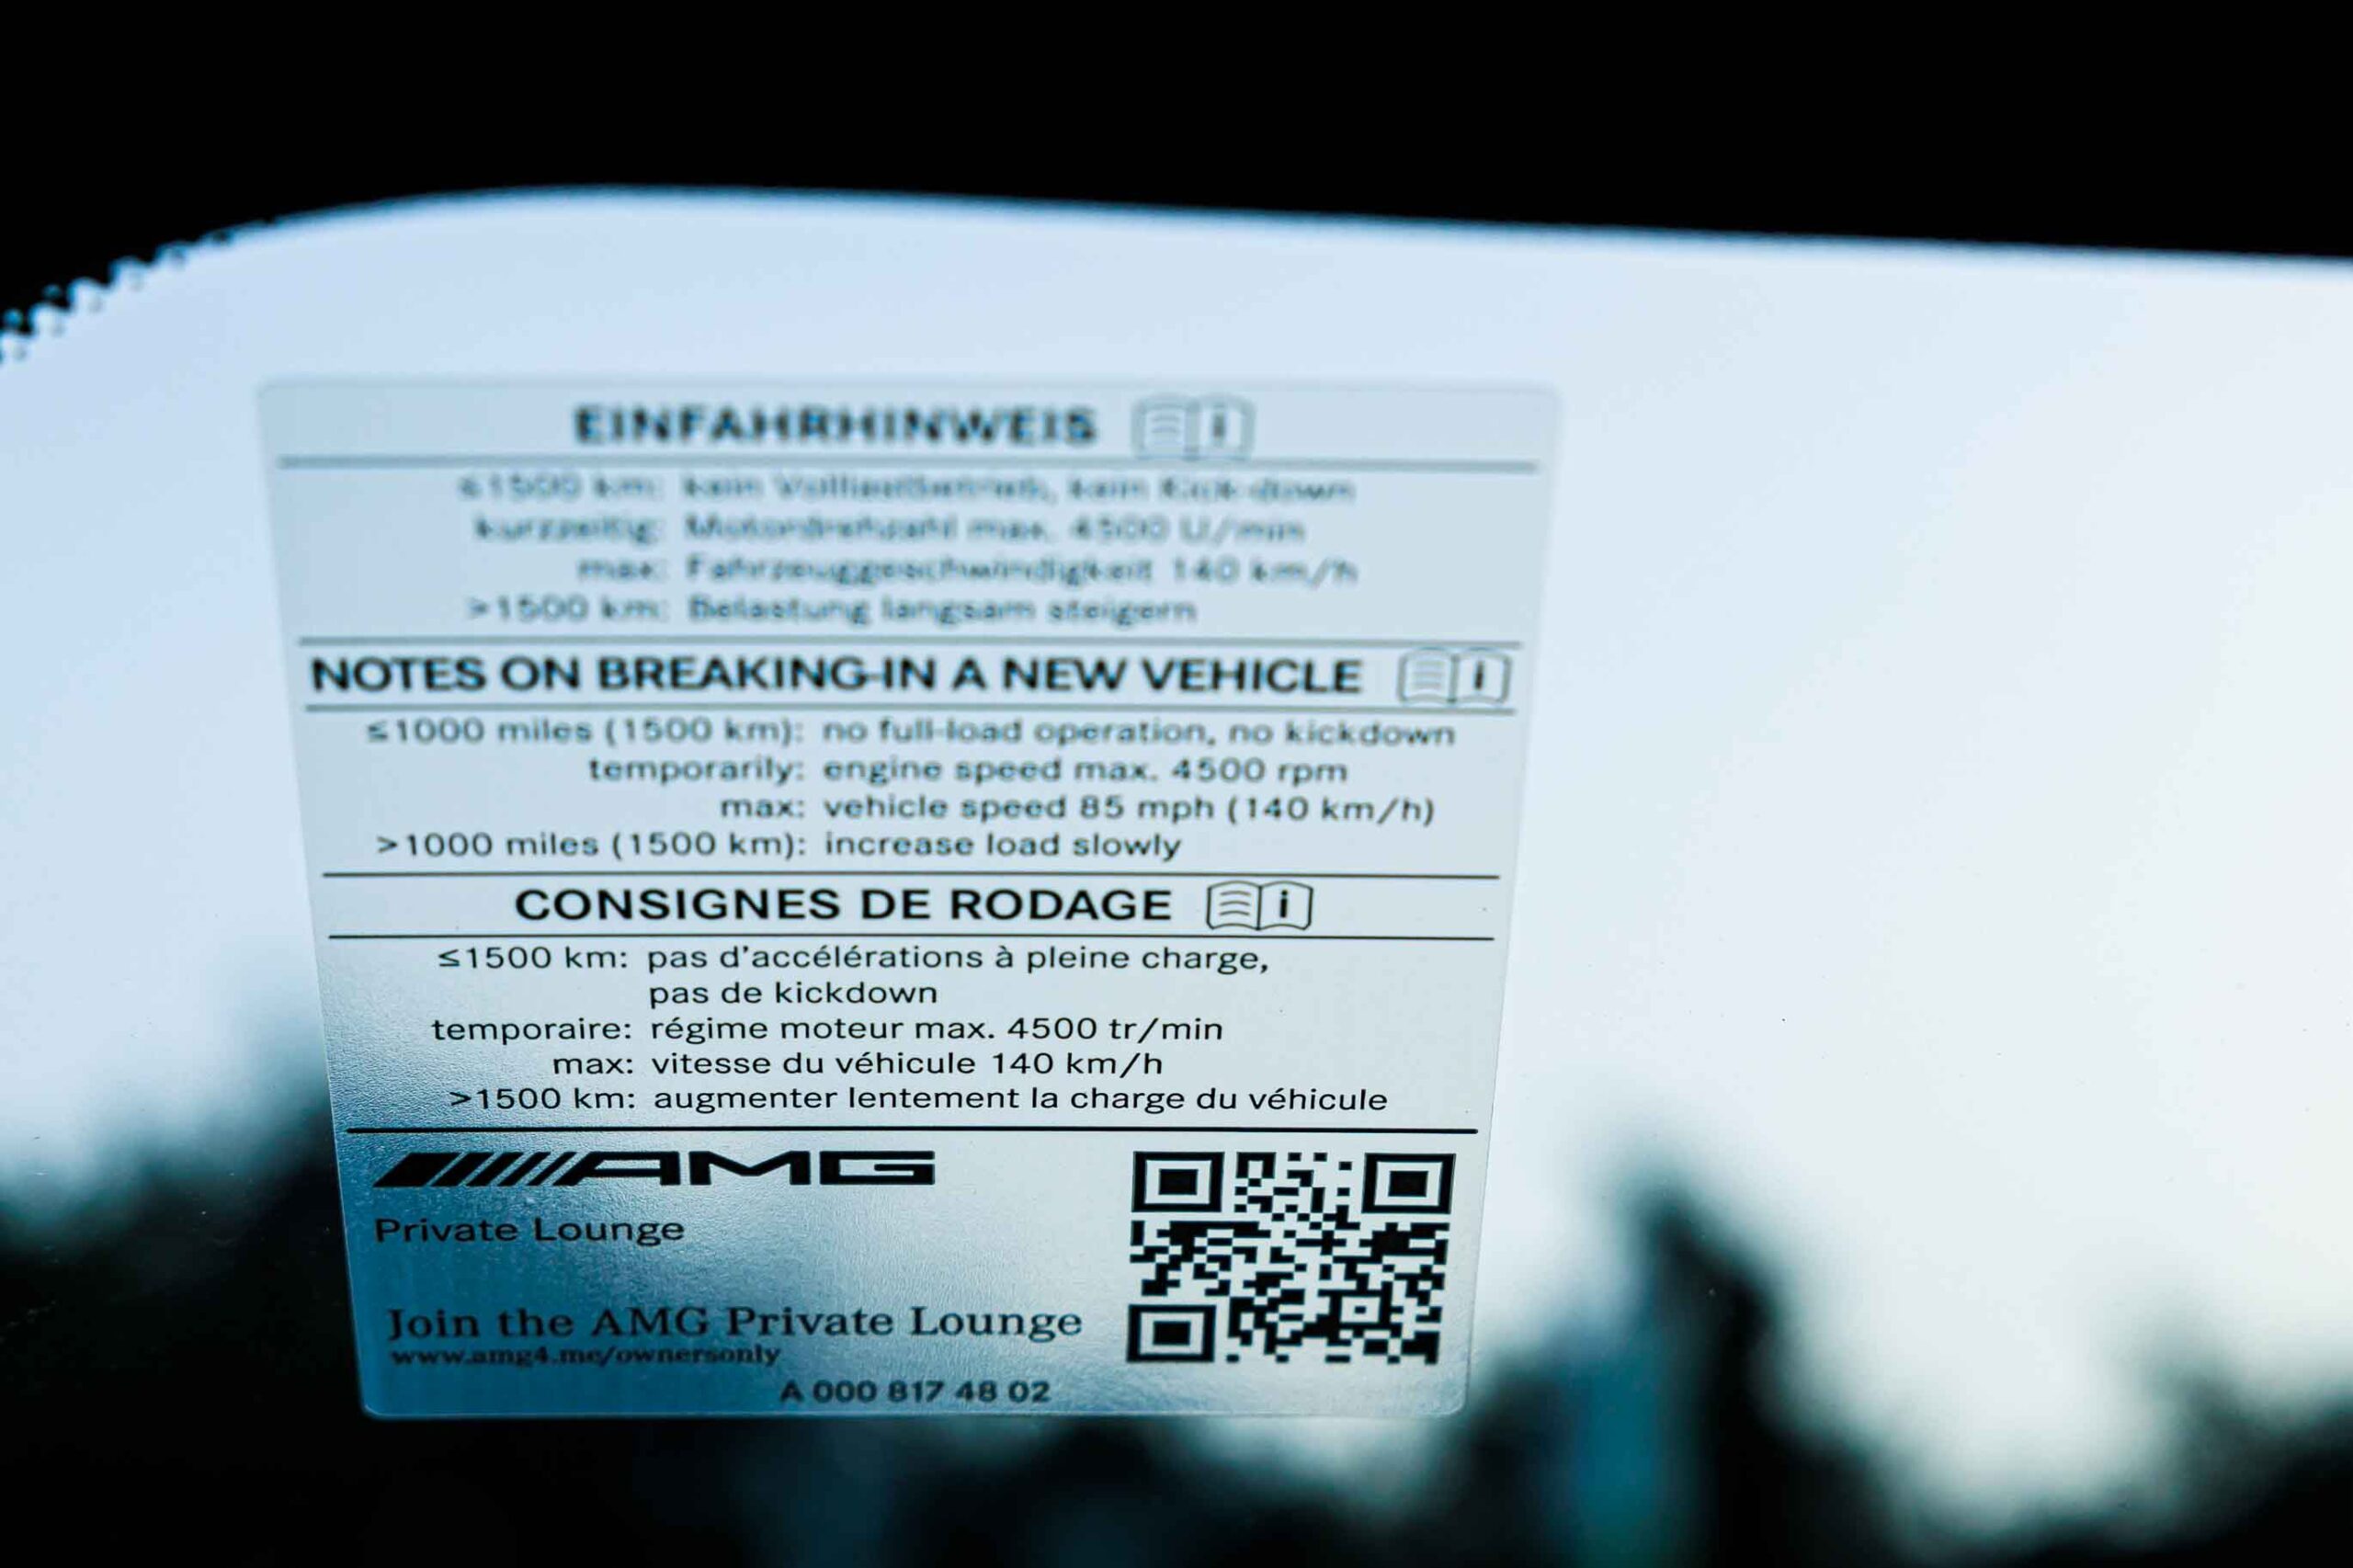 EINFAHRHINWEIS
≤1500 km: kein Volllastbetrieb, kein Kick-down
kurzzeitig: Motordrehzahl max. 4500 U/min
max: Fahrzeuggeschwindigkeit 140 km/h
>1500 km: Belastung langsam steigern
NOTES ON BREAKING-IN A NEW VEHICLE
≤1000 miles (1500 km): no full-load operation, no kickdown
temporarily: engine speed max. 4500 rpm
max: vehicle speed 85 mph (140 km/h)
>1000 miles (1500 km): increase load slowly
CONSIGNES DE RODAGE
≤1500 km: pas d'accélérations à pleine charge,
pas de kickdown
temporaire: régime moteur max. 4500 tr/min
max: vitesse du véhicule 140 km/h
>1500 km: augmenter lentement la charge du véhicule
AMG
Private Lounge
Join the AMG Private Lounge
www.amg4.me/ownersonly
A 000 817 48 02